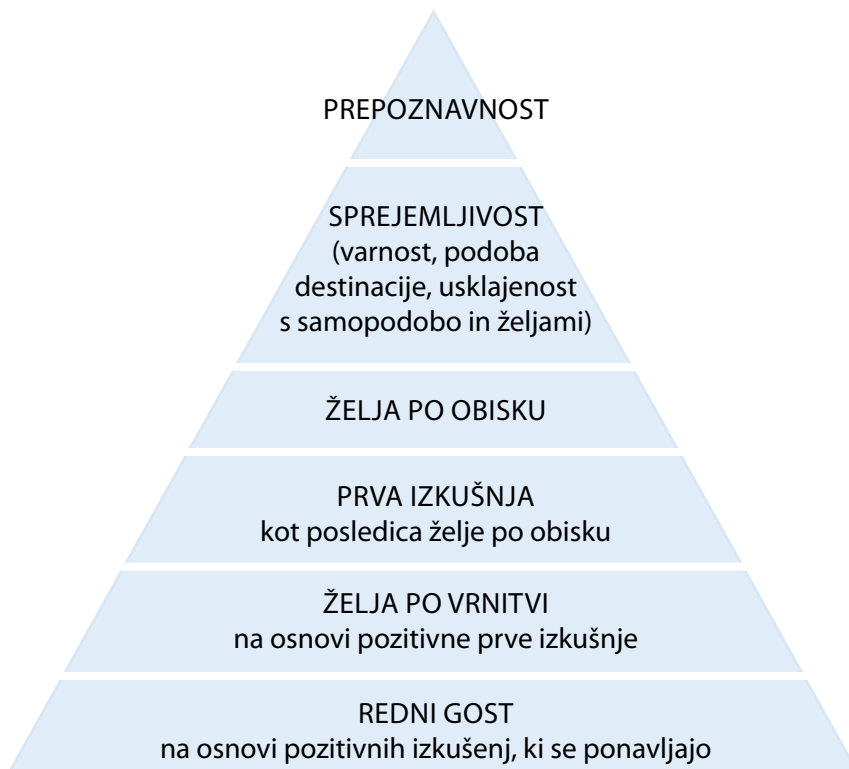 PREPOZNAVNOST
SPREJEMLJIVOST
(varnost, podoba
destinacije, usklajenost
s samopodobo in željami)
ŽELJA PO OBISKU
PRVA IZKUŠNJA
kot posledica želje po obisku
ŽELJA PO VRNITVI
na osnovi pozitivne prve izkušnje
REDNI GOST
na osnovi pozitivnih izkušenj, ki se ponavljajo